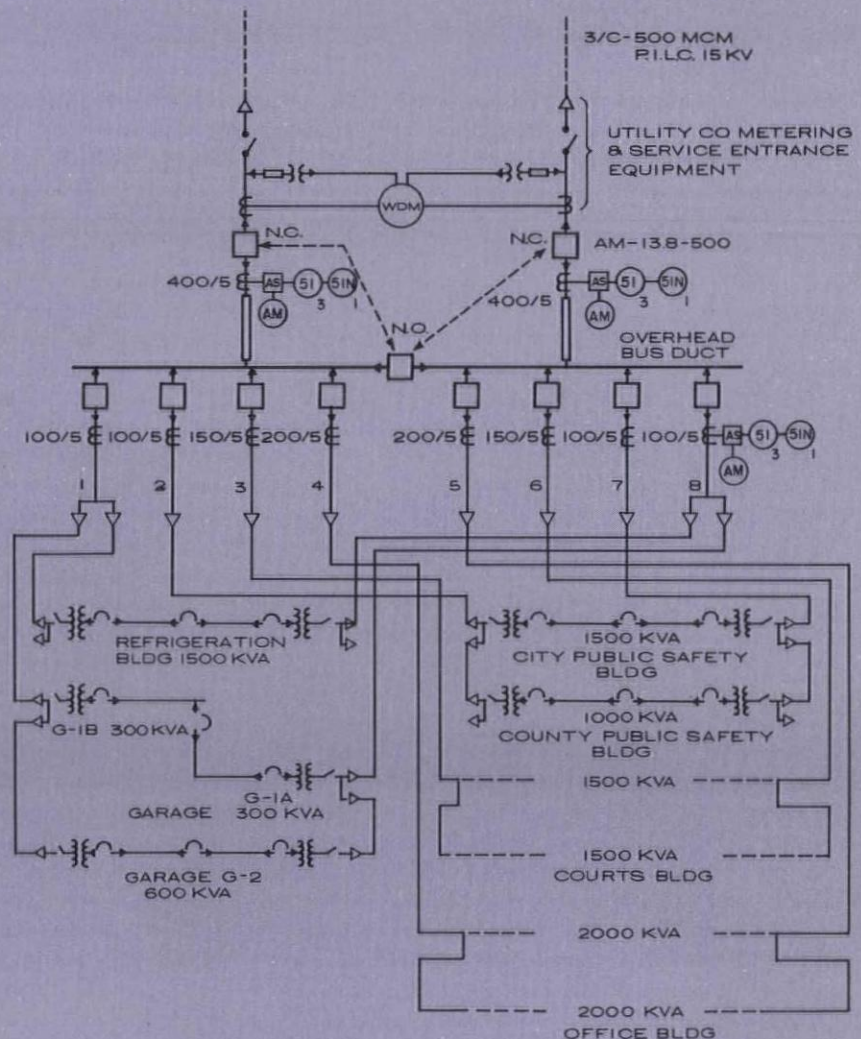 3/C-500 MCM
P.I.L.C. 15 KV
UTILITY CO METERING
& SERVICE ENTRANCE
EQUIPMENT
WDM
N.C.
N.C.
AM-13.8-500
400/5
AS
51
51N
AM
3
1
400/5
AS
51
51N
AM
3
1
N.O.
OVERHEAD
BUS DUCT
100/5
100/5
150/5
200/5
200/5
150/5
100/5
100/5
AS
51
51N
AM
3
1
1
2
3
4
5
6
7
8
REFRIGERATION
BLDG 1500 KVA
1500 KVA
CITY PUBLIC SAFETY
BLDG
G-1B 300 KVA
1000 KVA
COUNTY PUBLIC SAFETY
BLDG
G-1A
GARAGE 300 KVA
1500 KVA
GARAGE G-2
600 KVA
1500 KVA
COURTS BLDG
2000 KVA
2000 KVA
OFFICE BLDG